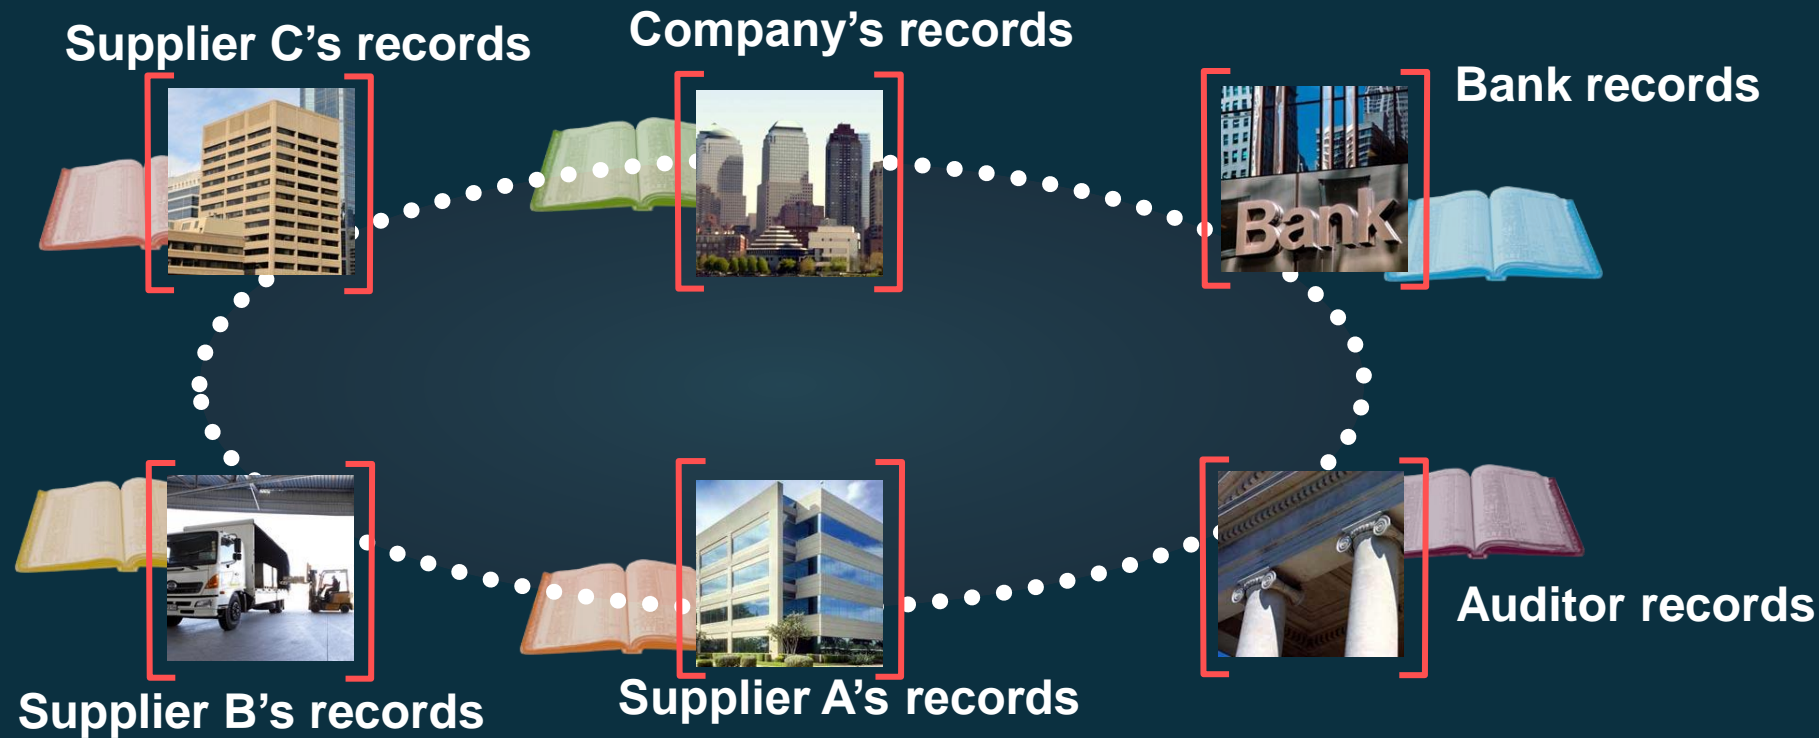 Supplier C’s records
Company’s records
Bank records
Bank
Auditor records
Supplier B’s records
Supplier A’s records